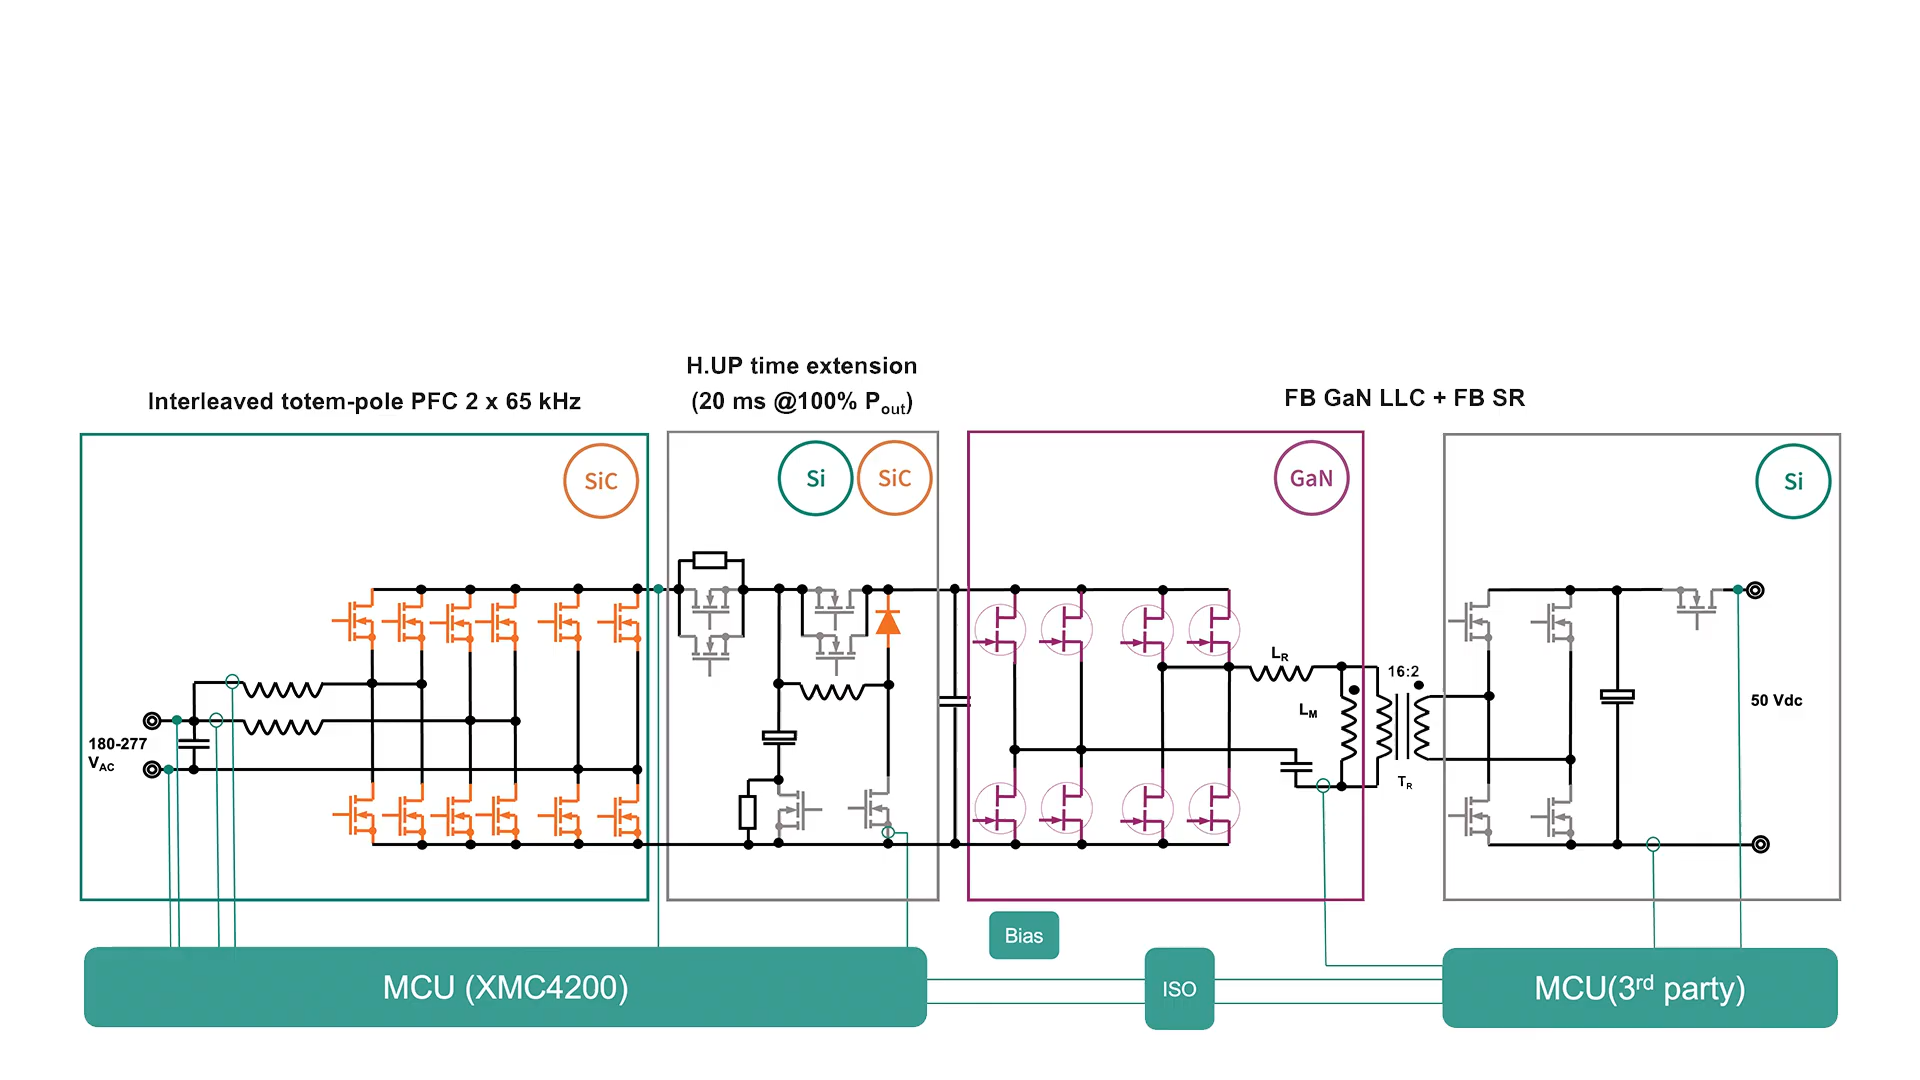 H.UP time extension
(20 ms @100% Pout)
Interleaved totem-pole PFC 2 x 65 kHz
FB GaN LLC + FB SR
SiC
Si
SiC
GaN
Si
LR
16:2
LM
TR
180-277
VAC
50 Vdc
Bias
MCU (XMC4200)
ISO
MCU(3rd party)